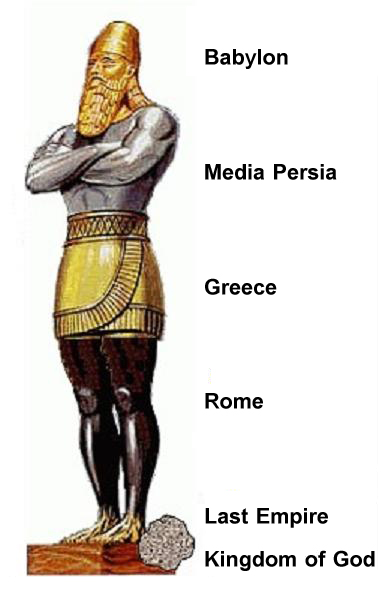 Babylon
Media Persia
Greece
Rome
Last Empire
Kingdom of God